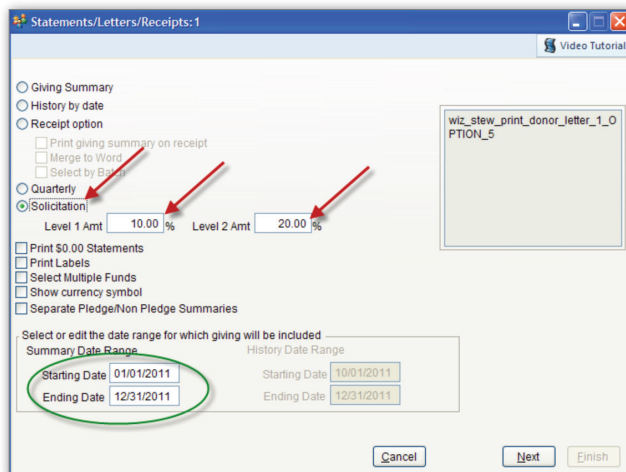 Statements/Letters/Receipts:1
Video Tutorial
Giving Summary
History by date
Receipt option
Print giving summary on receipt
Merge to Word
Select by Batch
Quarterly
Solicitation
Level 1 Amt 10.00 % Level 2 Amt 20.00 %
Print $0.00 Statements
Print Labels
Select Multiple Funds
Show currency symbol
Separate Pledge/Non Pledge Summaries
wiz_stew_print_donor_letter_1_O
PTION_5
Select or edit the date range for which giving will be included
Summary Date Range History Date Range
Starting Date 01/01/2011 Starting Date 10/01/2011
Ending Date 12/31/2011 Ending Date 12/31/2011
Cancel Next Finish